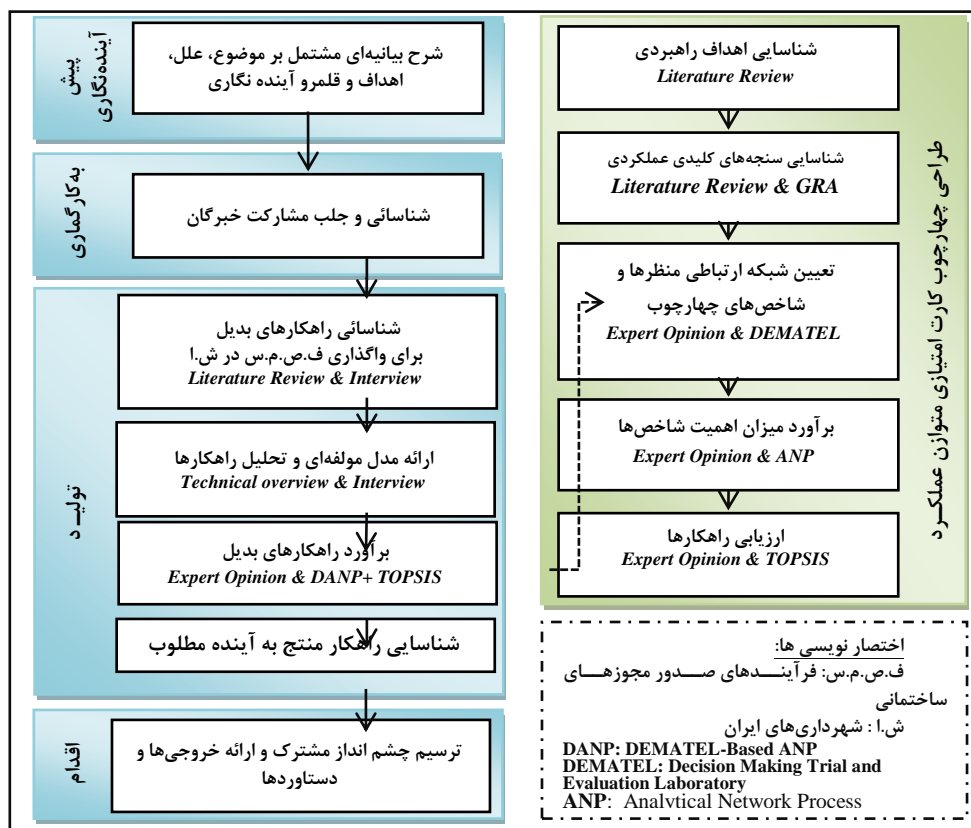 پیش
آینده‌نگاری
شرح بیانیه‌ای مشتمل بر موضوع، علل،
اهداف و قلمرو آینده نگاری
به‌کارگماری
شناسائی و جلب مشارکت خبرگان
تولیـد
شناسائی راهکارهای بدیل
برای واگذاری ف.ص.م.س در ش.ا
Literature Review & Interview
ارائه مدل مولفه‌ای و تحلیل راهکارها
Technical overview & Interview
برآورد راهکارهای بدیل
Expert Opinion & DANP+ TOPSIS
شناسایی راهکار منتج به آینده مطلوب
اقدام
ترسیم چشم انداز مشترک و ارائه خروجی‌ها و
دستاوردها
طراحی چهارچوب کارت امتیازی متوازن عملکـرد
شناسایی اهداف راهبردی
Literature Review
شناسایی سنجه‌های کلیدی عملکردی
Literature Review & GRA
تعیین شبکه ارتباطی منظرها و
شاخص‌های چهارچوب
Expert Opinion & DEMATEL
برآورد میزان اهمیت شاخص‌ها
Expert Opinion & ANP
ارزیابی راهکارها
Expert Opinion & TOPSIS
اختصار نویسی ها:
ف.ص.م.س: فرآینـدهای صـدور مجوزهـای
ساختمانی
ش.ا : شهرداری‌های ایران
DANP: DEMATEL-Based ANP
DEMATEL: Decision Making Trial and
Evaluation Laboratory
ANP: Analytical Network Process